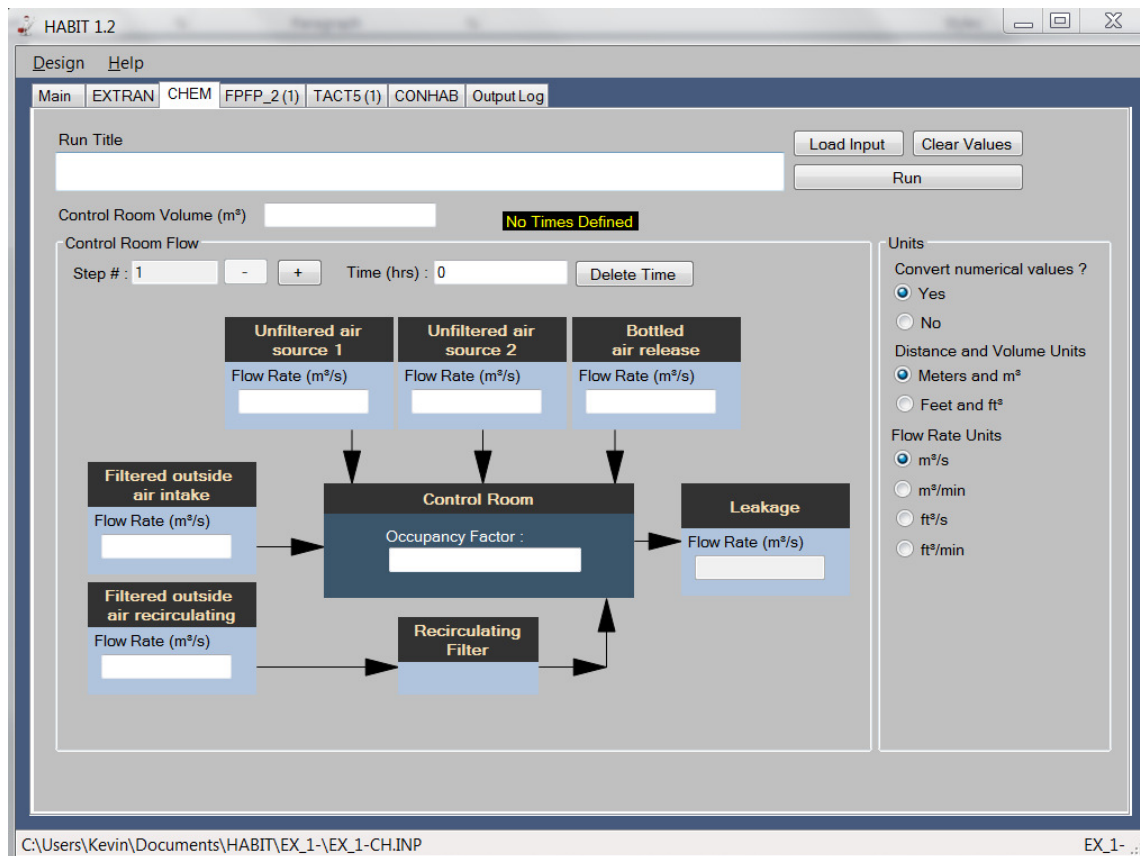 HABIT 1.2
Design Help
Main EXTRAN CHEM FPFP_2 (1) TACT5 (1) CONHAB Output Log
Run Title
Load Input Clear Values
Run
Control Room Volume (m³)
No Times Defined
Control Room Flow
Step # : 1 - + Time (hrs) : 0 Delete Time
Unfiltered air
source 1
Flow Rate (m³/s)
Unfiltered air
source 2
Flow Rate (m³/s)
Bottled
air release
Flow Rate (m³/s)
Filtered outside
air intake
Flow Rate (m³/s)
Control Room
Occupancy Factor :
Leakage
Flow Rate (m³/s)
Filtered outside
air recirculating
Flow Rate (m³/s)
Recirculating
Filter
Units
Convert numerical values ?
Yes
No
Distance and Volume Units
Meters and m³
Feet and ft³
Flow Rate Units
m³/s
m³/min
ft³/s
ft³/min
C:\Users\Kevin\Documents\HABIT\EX_1-\EX_1-CH.INP EX_1-